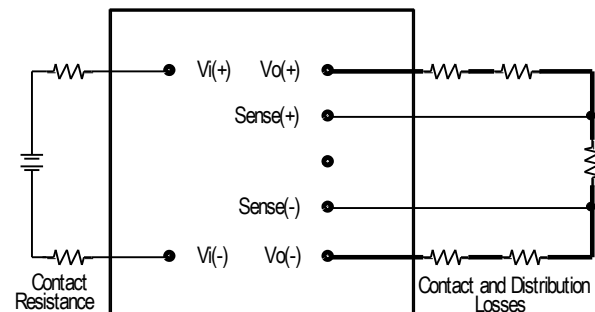 Vi(+) Vo(+)
Sense(+)
Sense(-)
Vi(-) Vo(-)
Contact
Resistance
Contact and Distribution
Losses